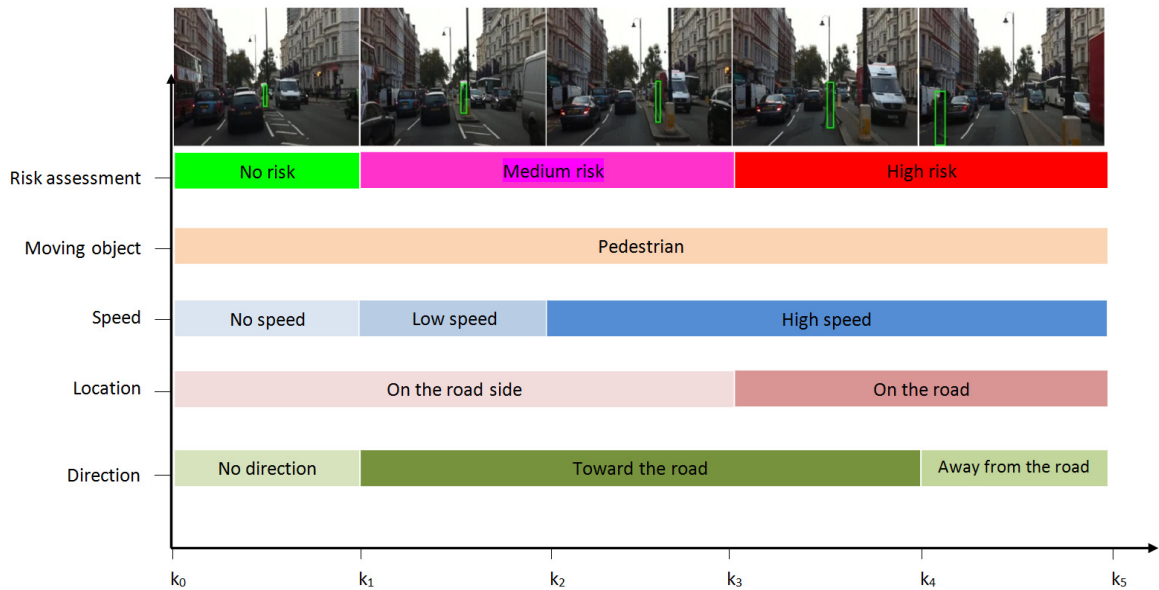 Risk assessment No risk Medium risk High risk
Moving object Pedestrian
Speed No speed Low speed High speed
Location On the road side On the road
Direction No direction Toward the road Away from the road
k₀ k₁ k₂ k₃ k₄ k₅